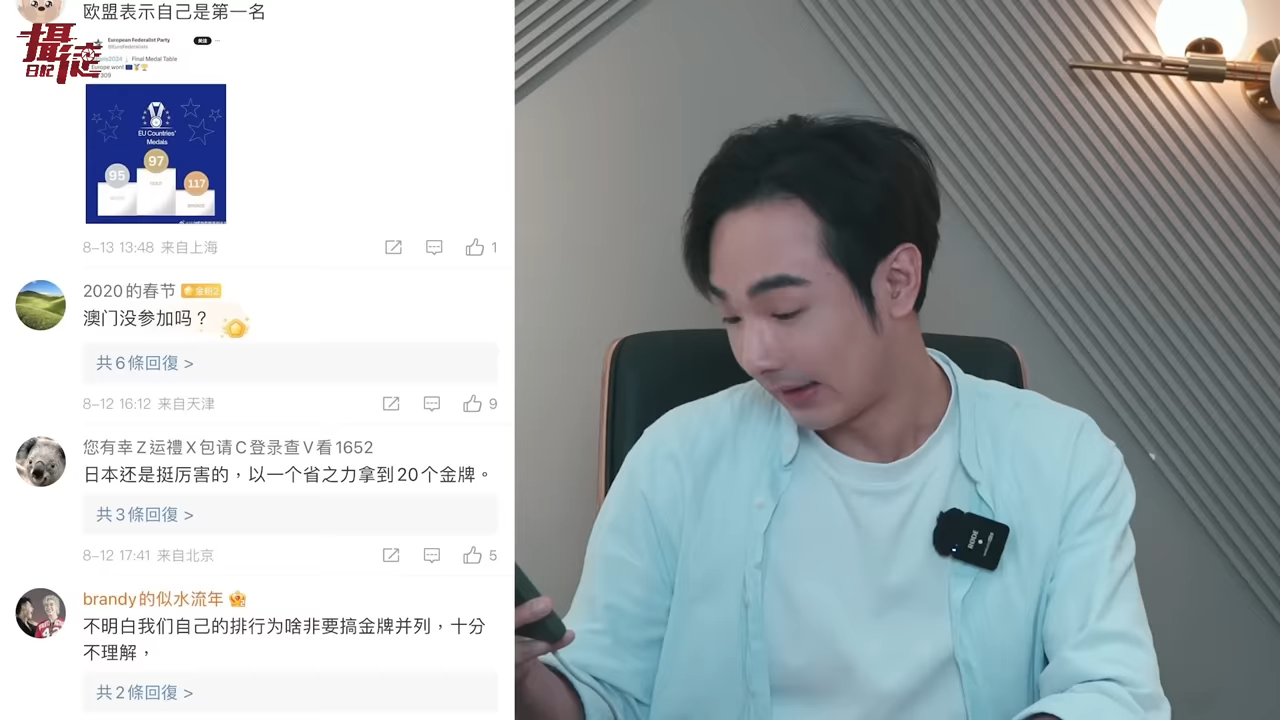 欧盟表示自己是第一名
攝徒
日記
European Federalist Party
Final Medal Table
EU Countries'
Medals
97
95
117
8-13 13:48 来自上海
1
2020的春节
澳门没参加吗？
共6條回復 >
8-12 16:12 来自天津
9
您有幸Z运禮X包请C登录查V看1652
日本还是挺厉害的，以一个省之力拿到20个金牌。
共3條回復 >
8-12 17:41 来自北京
5
brandy的似水流年
不明白我们自己的排行为啥非要搞金牌并列，十分
不理解，
共2條回復 >
RØDE